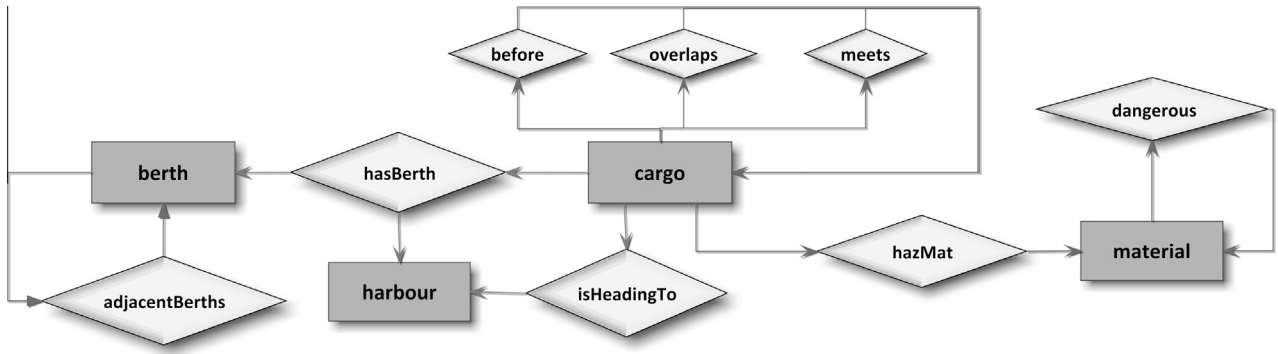 before
overlaps
meets
dangerous
berth
hasBerth
cargo
hazMat
material
adjacentBerths
harbour
isHeadingTo